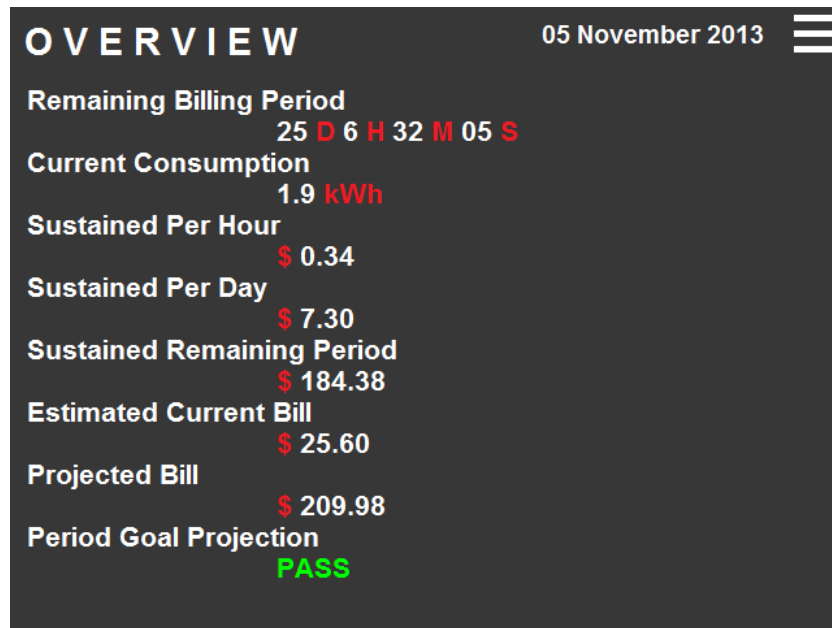 OVERVIEW 05 November 2013
Remaining Billing Period
25 D 6 H 32 M 05 S
Current Consumption
1.9 kWh
Sustained Per Hour
$ 0.34
Sustained Per Day
$ 7.30
Sustained Remaining Period
$ 184.38
Estimated Current Bill
$ 25.60
Projected Bill
$ 209.98
Period Goal Projection
PASS